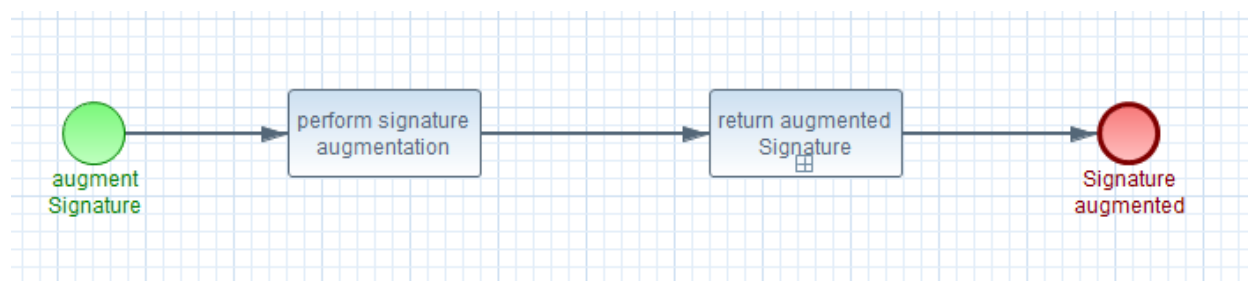 augment
Signature
perform signature
augmentation
return augmented
Signature
Signature
augmented